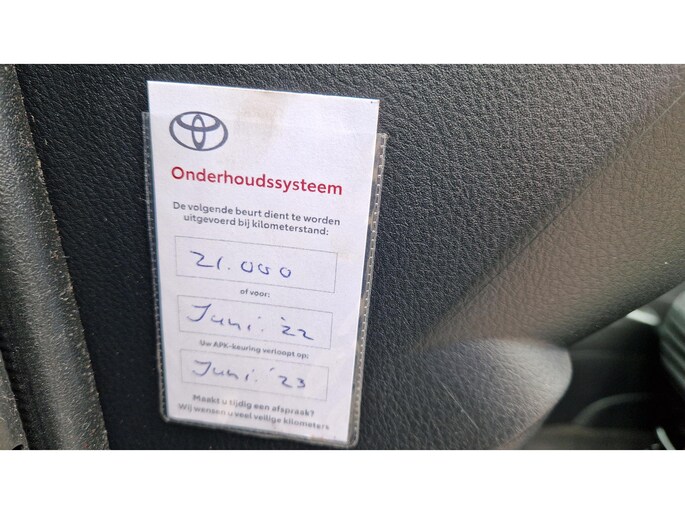 Onderhoudssysteem
De volgende beurt dient te worden
uitgevoerd bij kilometerstand:
21.000
of voor:
Juni. '22
Uw APK-keuring verloopt op:
Juni. '23
Maakt u tijdig een afspraak?
Wij wensen u veel veilige kilometers